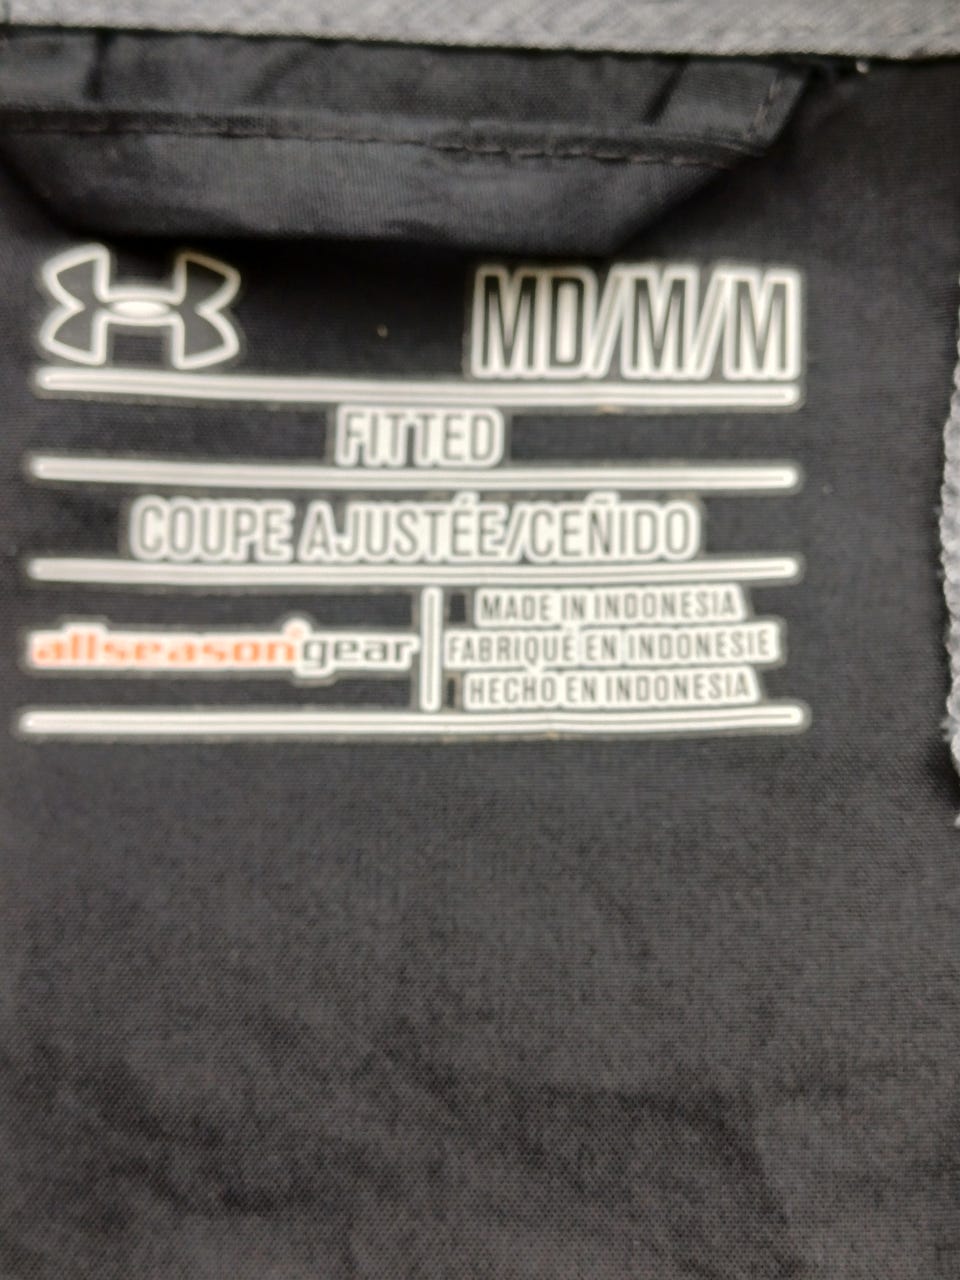 MD/M/M
FITTED
COUPE AJUSTÉE/CEÑIDO
allseasongear
MADE IN INDONESIA
FABRIQUÉ EN INDONESIE
HECHO EN INDONESIA